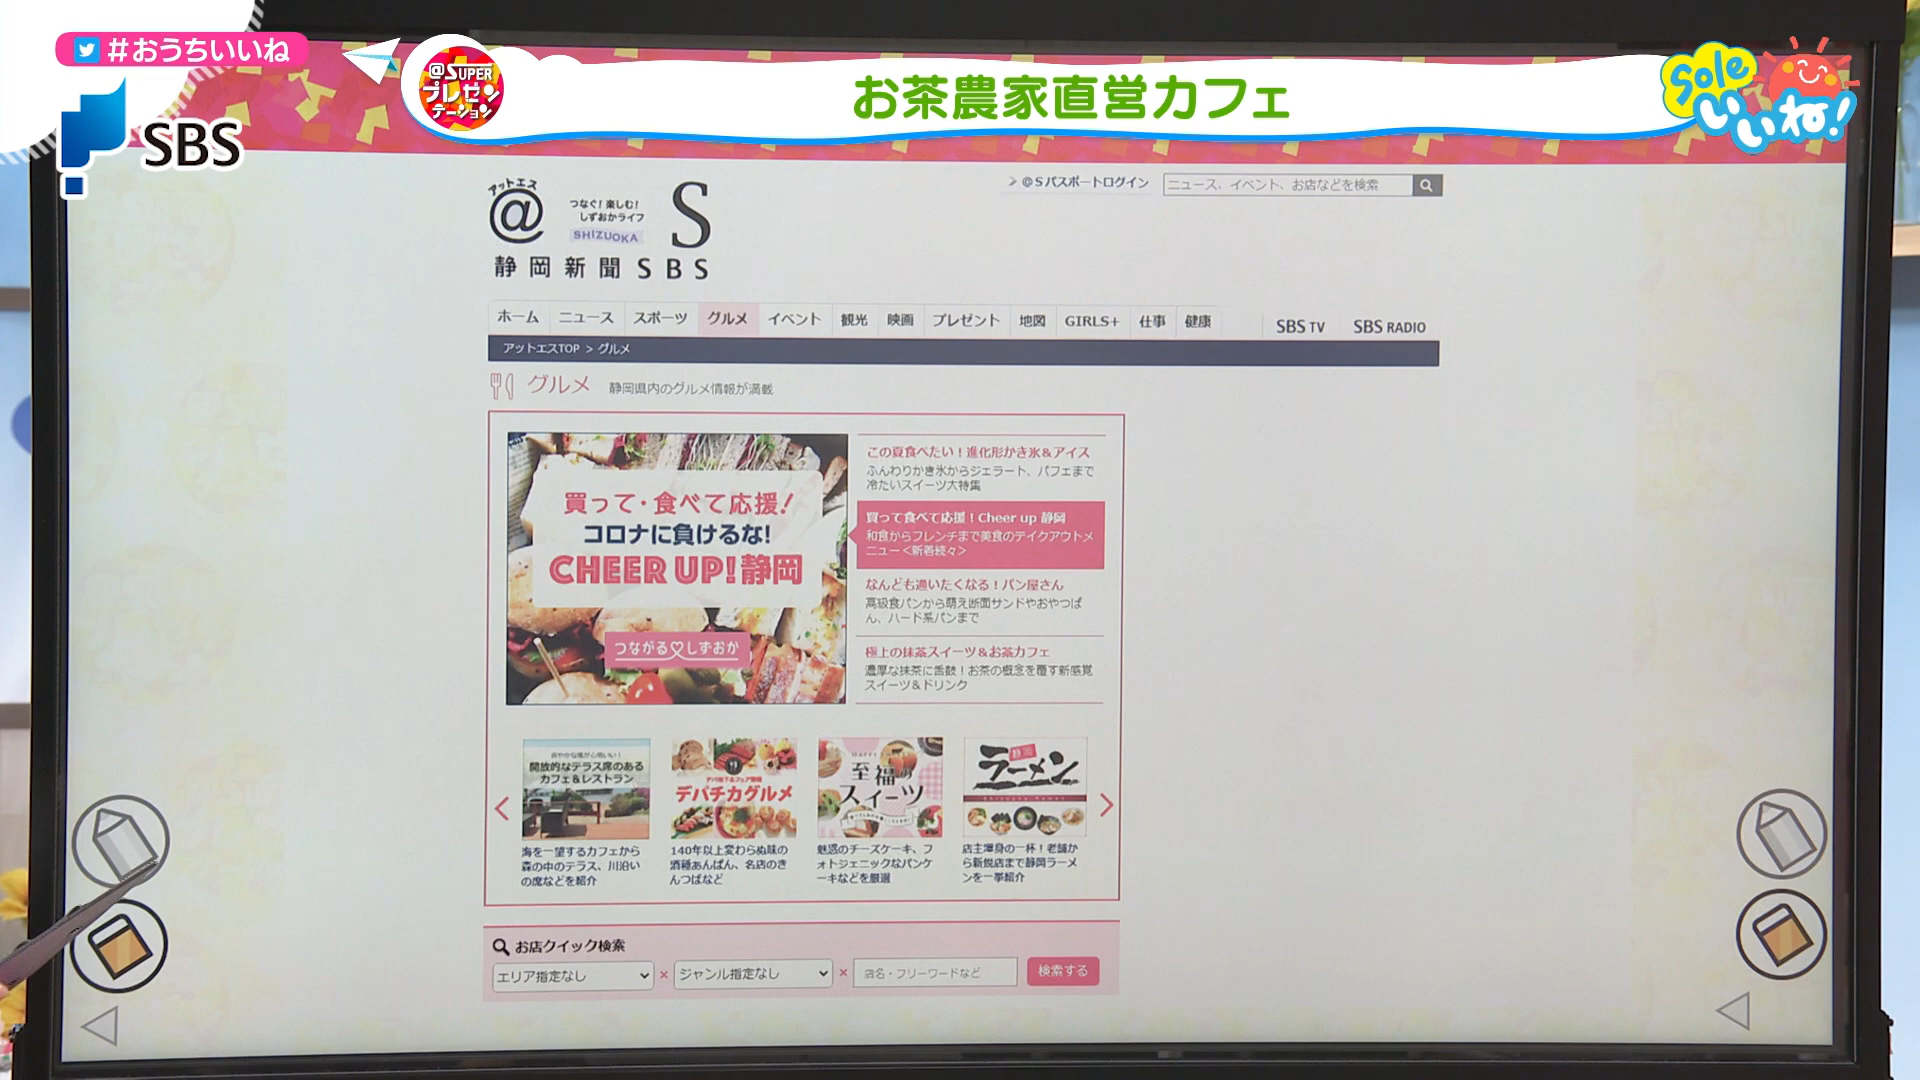 #おうちいいね
SBS
@SUPER
プレゼン
テーション
お茶農家直営カフェ
Sole
いいね!
アットエス
@S
つなぐ!楽しむ!
しずおかライフ
SHIZUOKA
静岡新聞SBS
@Sパスポートログイン
ニュース、イベント、お店などを検索
ホーム ニュース スポーツ グルメ イベント 観光 映画 プレゼント 地図 GIRLS+ 仕事 健康 SBS TV SBS RADIO
アットエスTOP > グルメ
グルメ 静岡県内のグルメ情報が満載
買って・食べて応援!
コロナに負けるな!
CHEER UP!静岡
つながる♡しずおか
この夏食べたい!進化形かき氷&アイス
ふんわりかき氷からジェラート、パフェまで
冷たいスイーツ大特集
買って食べて応援!Cheer up 静岡
和食からフレンチまで美食のテイクアウトメ
ニュー<新着続々>
なんども通いたくなる!パン屋さん
高級食パンから萌え断面サンドやおやつぱ
ん、ハード系パンまで
極上の抹茶スイーツ&お茶カフェ
濃厚な抹茶に舌鼓!お茶の概念を覆す新感覚
スイーツ&ドリンク
開放的なテラス席のある
カフェ&レストラン
海を一望するカフェから
森の中のテラス、川沿い
の席などを紹介
デパチカグルメ
140年以上変わらぬ味の
酒種あんぱん、名店のき
んつばなど
HAPPY
至福の
スイーツ
魅惑のチーズケーキ、フ
ォトジェニックなパンケ
ーキなどを厳選
静岡
ラーメン
店主渾身の一杯!老舗か
ら新鋭店まで静岡ラーメ
ンを一挙紹介
お店クイック検索
エリア指定なし × ジャンル指定なし × 店名・フリーワードなど 検索する